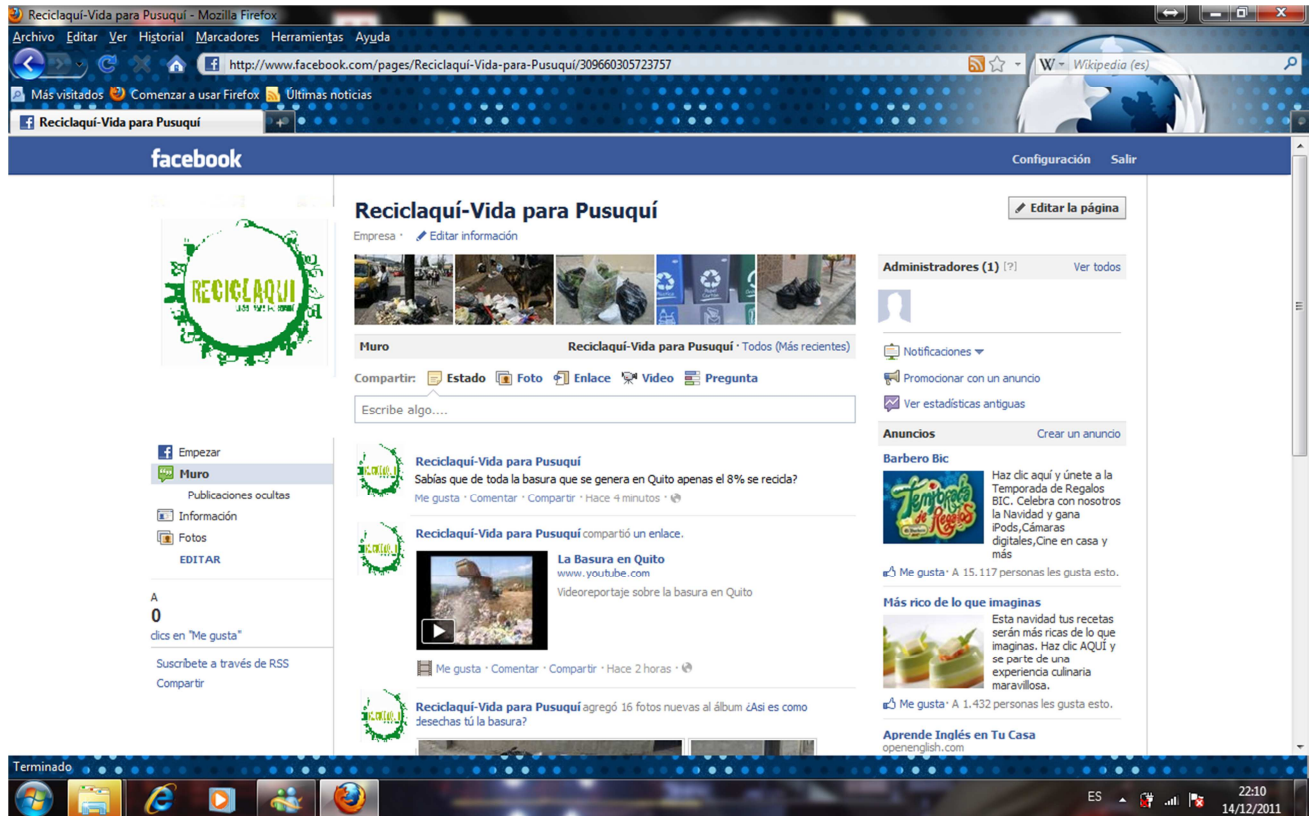 Reciclaquí-Vida para Pusuquí - Mozilla Firefox
Archivo Editar Ver Historial Marcadores Herramientas Ayuda
http://www.facebook.com/pages/Reciclaquí-Vida-para-Pusuquí/309660305723757
Wikipedia (es)
Más visitados Comenzar a usar Firefox Últimas noticias
Reciclaquí-Vida para Pusuquí
facebook
Configuración Salir
RECICLAQUI
Reciclaquí-Vida para Pusuquí
Editar la página
Empresa · Editar información
Muro
Reciclaquí-Vida para Pusuquí · Todos (Más recientes)
Compartir: Estado Foto Enlace Video Pregunta
Escribe algo....
Empezar
Muro
Publicaciones ocultas
Información
Fotos
EDITAR
A
0
clics en "Me gusta"
Suscríbete a través de RSS
Compartir
Reciclaquí-Vida para Pusuquí
Sabías que de toda la basura que se genera en Quito apenas el 8% se recicla?
Me gusta · Comentar · Compartir · Hace 4 minutos ·
Reciclaquí-Vida para Pusuquí compartió un enlace.
La Basura en Quito
www.youtube.com
Videoreportaje sobre la basura en Quito
Me gusta · Comentar · Compartir · Hace 2 horas ·
Reciclaquí-Vida para Pusuquí agregó 16 fotos nuevas al álbum ¿Asi es como
desechas tú la basura?
Administradores (1) [?] Ver todos
Notificaciones
Promocionar con un anuncio
Ver estadísticas antiguas
Anuncios Crear un anuncio
Barbero Bic
Temporada
de Regalos
Haz clic aquí y únete a la
Temporada de Regalos
BIC. Celebra con nosotros
la Navidad y gana
iPods,Cámaras
digitales,Cine en casa y
más
Me gusta · A 15.117 personas les gusta esto.
Más rico de lo que imaginas
Esta navidad tus recetas
serán más ricas de lo que
imaginas. Haz clic AQUÍ y
se parte de una
experiencia culinaria
maravillosa.
Me gusta · A 1.432 personas les gusta esto.
Aprende Inglés en Tu Casa
openenglish.com
Terminado
ES
22:10
14/12/2011